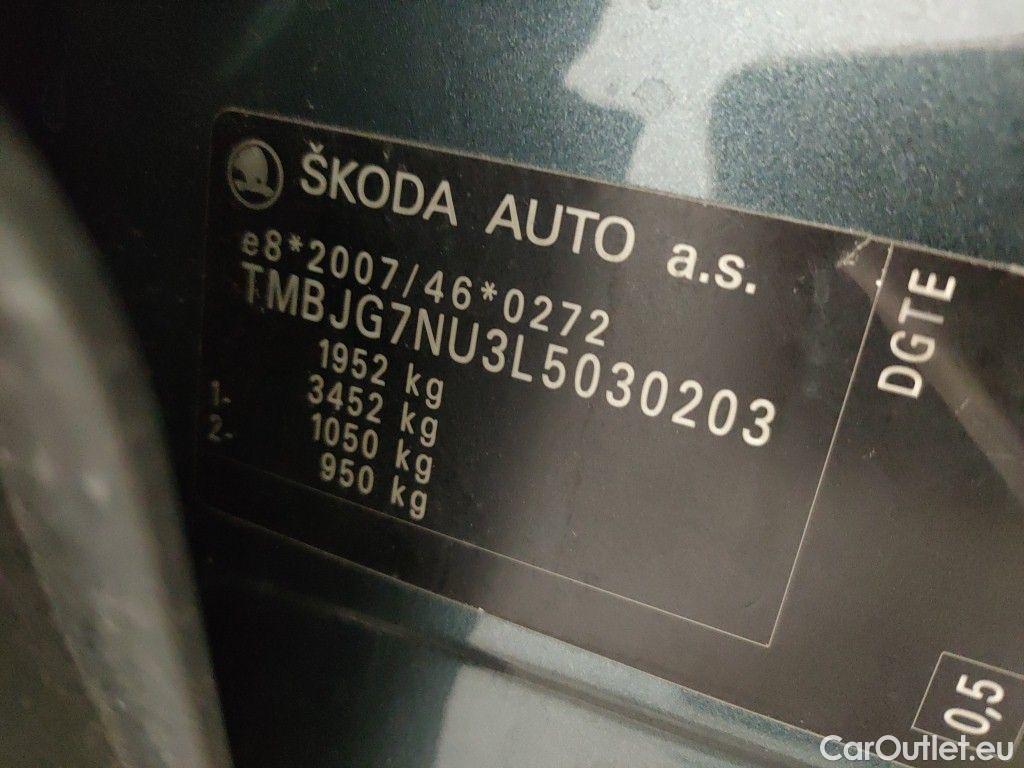 ŠKODA AUTO a.s.
e8*2007/46*0272
TMBJG7NU3L5030203
1952 kg
3452 kg
1- 1050 kg
2- 950 kg
DGTE
0,5
CarOutlet.eu